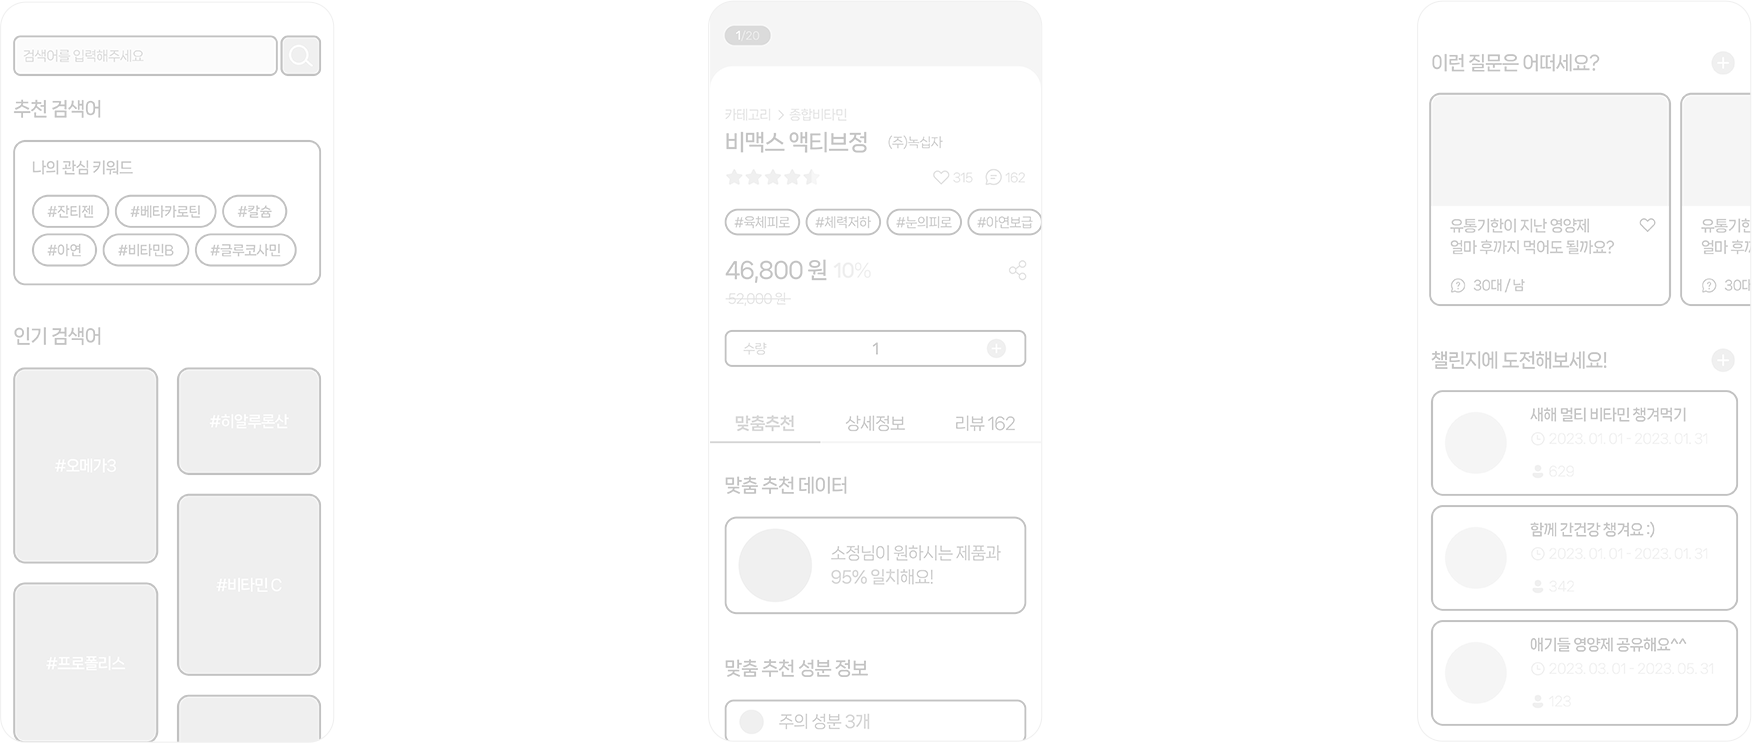 검색어를 입력해주세요
추천 검색어
나의 관심 키워드
#잔티젠 #베타카로틴 #칼슘
#아연 #비타민B #글루코사민
인기 검색어
#오메가3
#히알루론산
#비타민 C
#프로폴리스
1/20
카테고리 > 종합비타민
비맥스 액티브정 (주)녹십자
315 162
#육체피로 #체력저하 #눈의피로 #아연보급
46,800 원 10%
52,000 원
수량 1
맞춤추천 상세정보 리뷰 162
맞춤 추천 데이터
소정님이 원하시는 제품과
95% 일치해요!
맞춤 추천 성분 정보
주의 성분 3개
이런 질문은 어떠세요?
유통기한이 지난 영양제
얼마 후까지 먹어도 될까요?
30대 / 남
유통기한
얼마 후까
30대
챌린지에 도전해보세요!
새해 멀티 비타민 챙겨먹기
2023. 01. 01 - 2023. 01. 31
629
함께 간건강 챙겨요 :)
2023. 01. 01 - 2023. 01. 31
342
애기들 영양제 공유해요^^
2023. 03. 01 - 2023. 05. 31
123